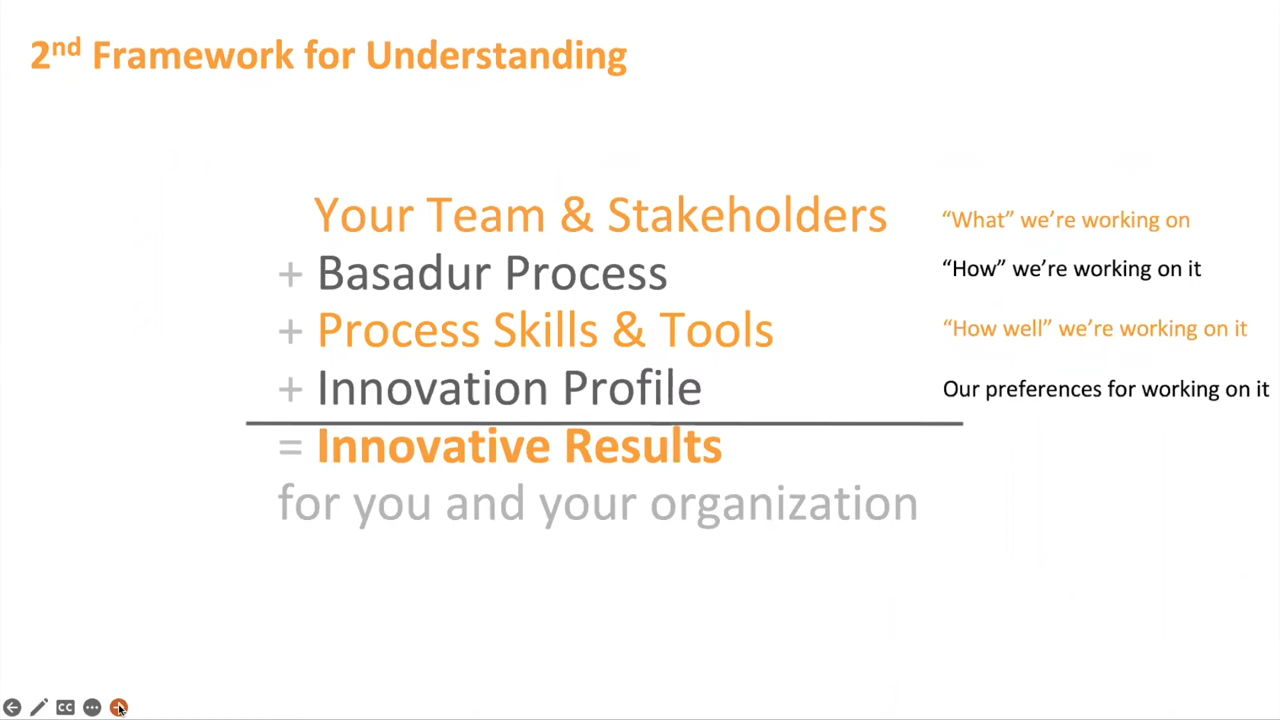 2nd Framework for Understanding
Your Team & Stakeholders
“What” we’re working on
+ Basadur Process
“How” we’re working on it
+ Process Skills & Tools
“How well” we’re working on it
+ Innovation Profile
Our preferences for working on it
= Innovative Results
for you and your organization
CC